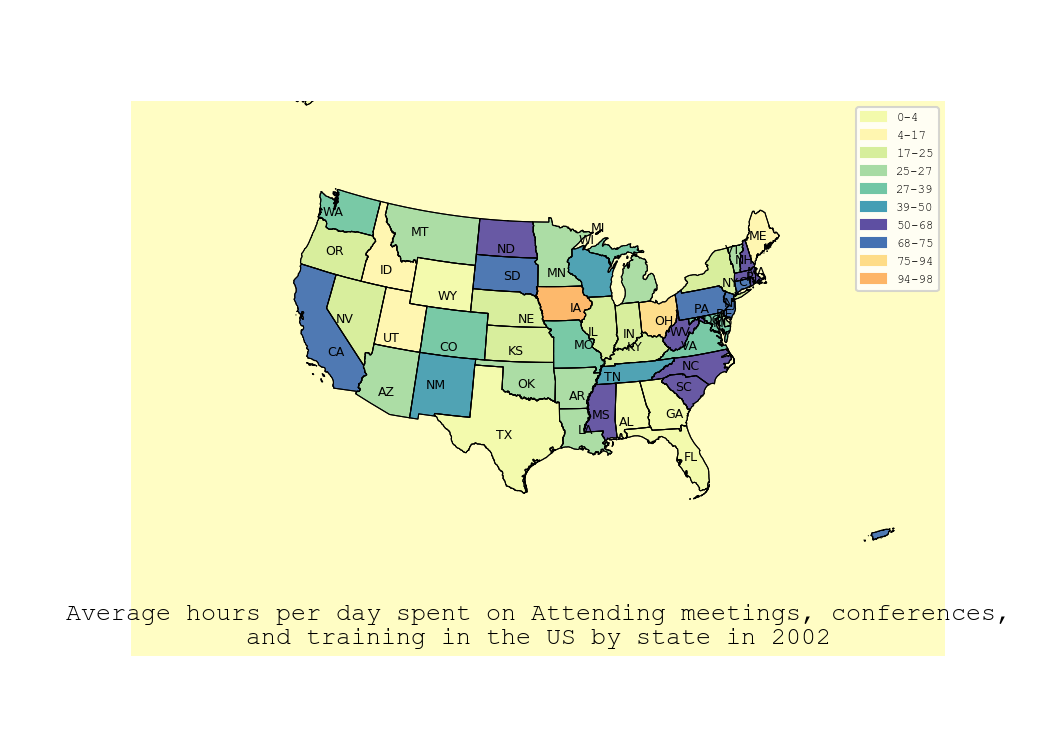 0-4
4-17
17-25
25-27
27-39
39-50
50-68
68-75
75-94
94-98
WA
MT
ND
MI
WI
ME
OR
ID
SD
MN
VT
NH
MA
WY
NY
NV
NE
IA
PA
OH
UT
CO
CA
KS
MO
IL
IN
KY
WV
VA
NC
AZ
NM
OK
AR
TN
SC
MS
AL
GA
TX
LA
FL
Average hours per day spent on Attending meetings, conferences,
and training in the US by state in 2002